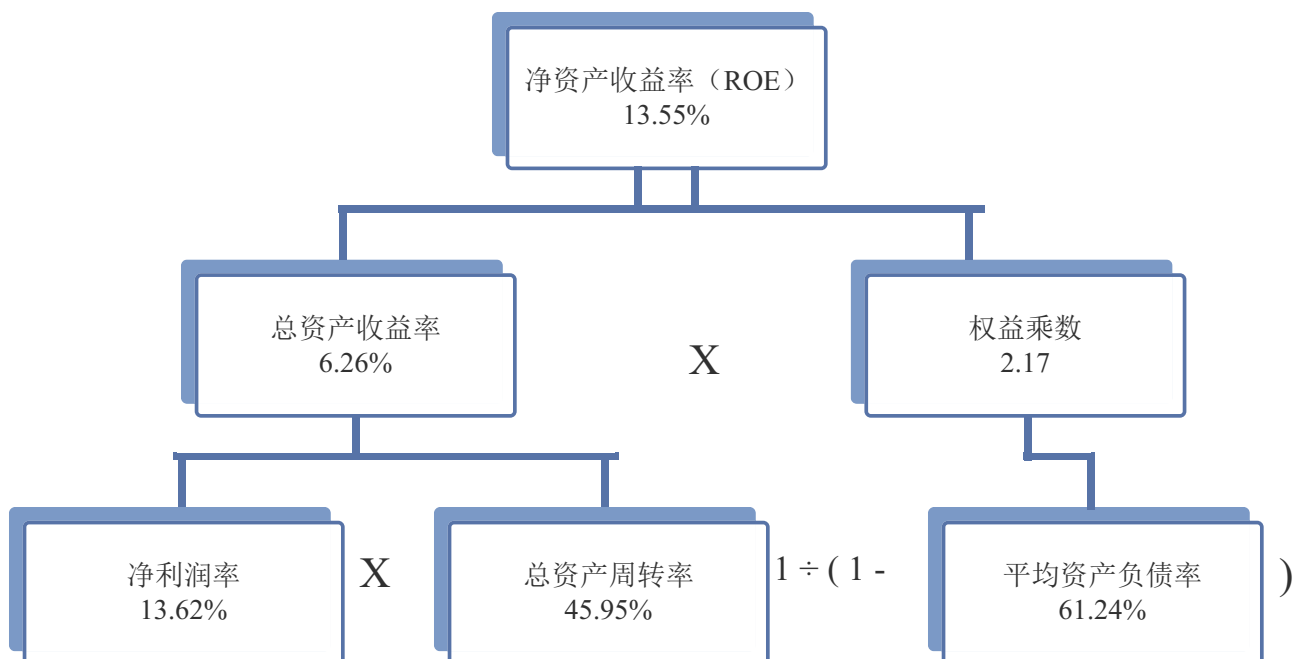 净资产收益率（ROE）
13.55%
总资产收益率
6.26%
X
权益乘数
2.17
净利润率
13.62%
X
总资产周转率
45.95%
1 ÷ ( 1 -
平均资产负债率
61.24%
)